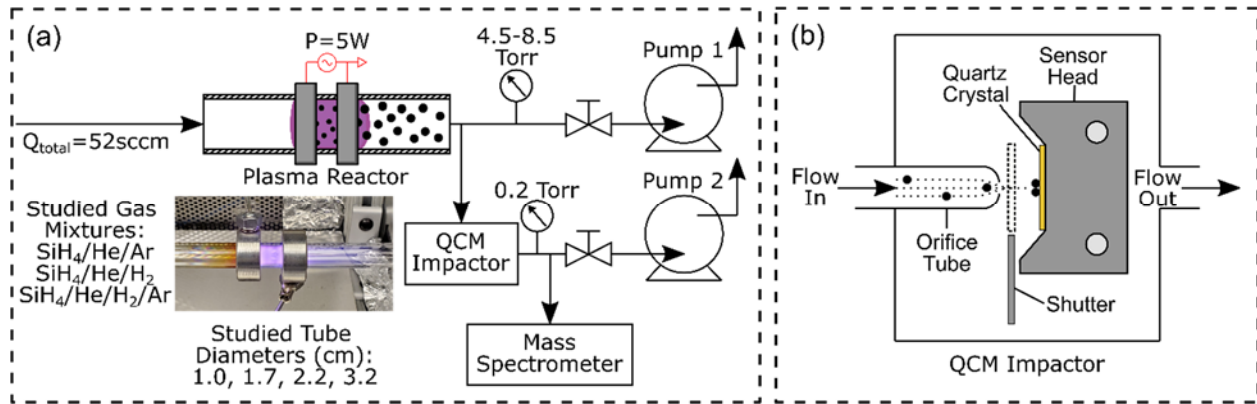 (a)
P=5W
4.5-8.5
Torr
Pump 1
Q_total=52sccm
Plasma Reactor
Studied Gas
Mixtures:
SiH₄/He/Ar
SiH₄/He/H₂
SiH₄/He/H₂/Ar
0.2 Torr
Pump 2
QCM
Impactor
Studied Tube
Diameters (cm):
1.0, 1.7, 2.2, 3.2
Mass
Spectrometer
(b)
Quartz
Crystal
Sensor
Head
Flow
In
Flow
Out
Orifice
Tube
Shutter
QCM Impactor